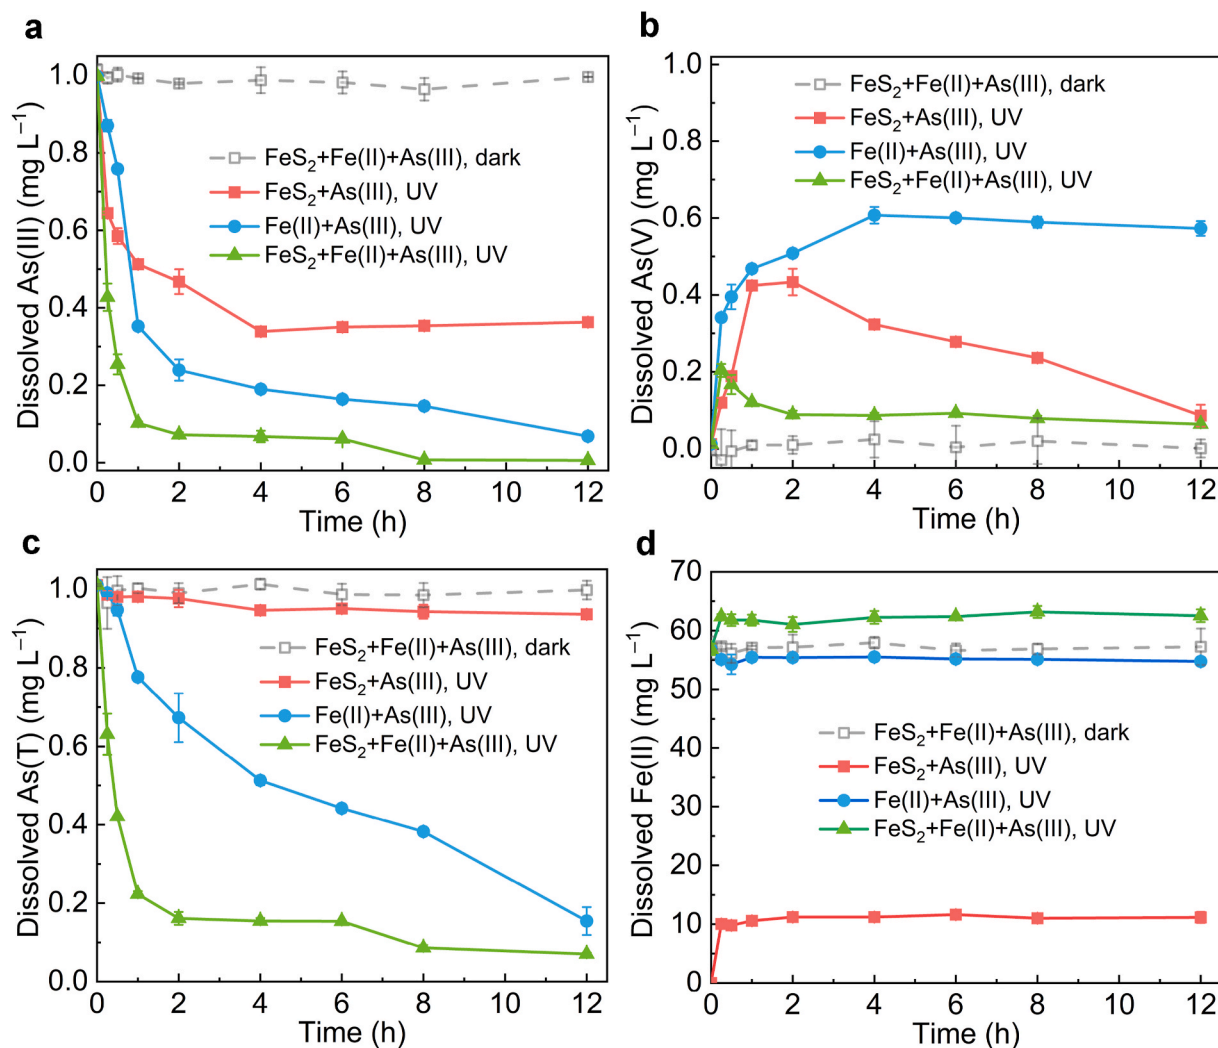 a
Dissolved As(III) (mg L⁻¹)
1.0
0.8
0.6
0.4
0.2
0.0
FeS₂+Fe(II)+As(III), dark
FeS₂+As(III), UV
Fe(II)+As(III), UV
FeS₂+Fe(II)+As(III), UV
0 2 4 6 8 10 12
Time (h)
b
Dissolved As(V) (mg L⁻¹)
1.0
0.8
0.6
0.4
0.2
0.0
FeS₂+Fe(II)+As(III), dark
FeS₂+As(III), UV
Fe(II)+As(III), UV
FeS₂+Fe(II)+As(III), UV
0 2 4 6 8 10 12
Time (h)
c
Dissolved As(T) (mg L⁻¹)
1.0
0.8
0.6
0.4
0.2
0.0
FeS₂+Fe(II)+As(III), dark
FeS₂+As(III), UV
Fe(II)+As(III), UV
FeS₂+Fe(II)+As(III), UV
0 2 4 6 8 10 12
Time (h)
d
Dissolved Fe(II) (mg L⁻¹)
70
60
50
40
30
20
10
0
FeS₂+Fe(II)+As(III), dark
FeS₂+As(III), UV
Fe(II)+As(III), UV
FeS₂+Fe(II)+As(III), UV
0 2 4 6 8 10 12
Time (h)